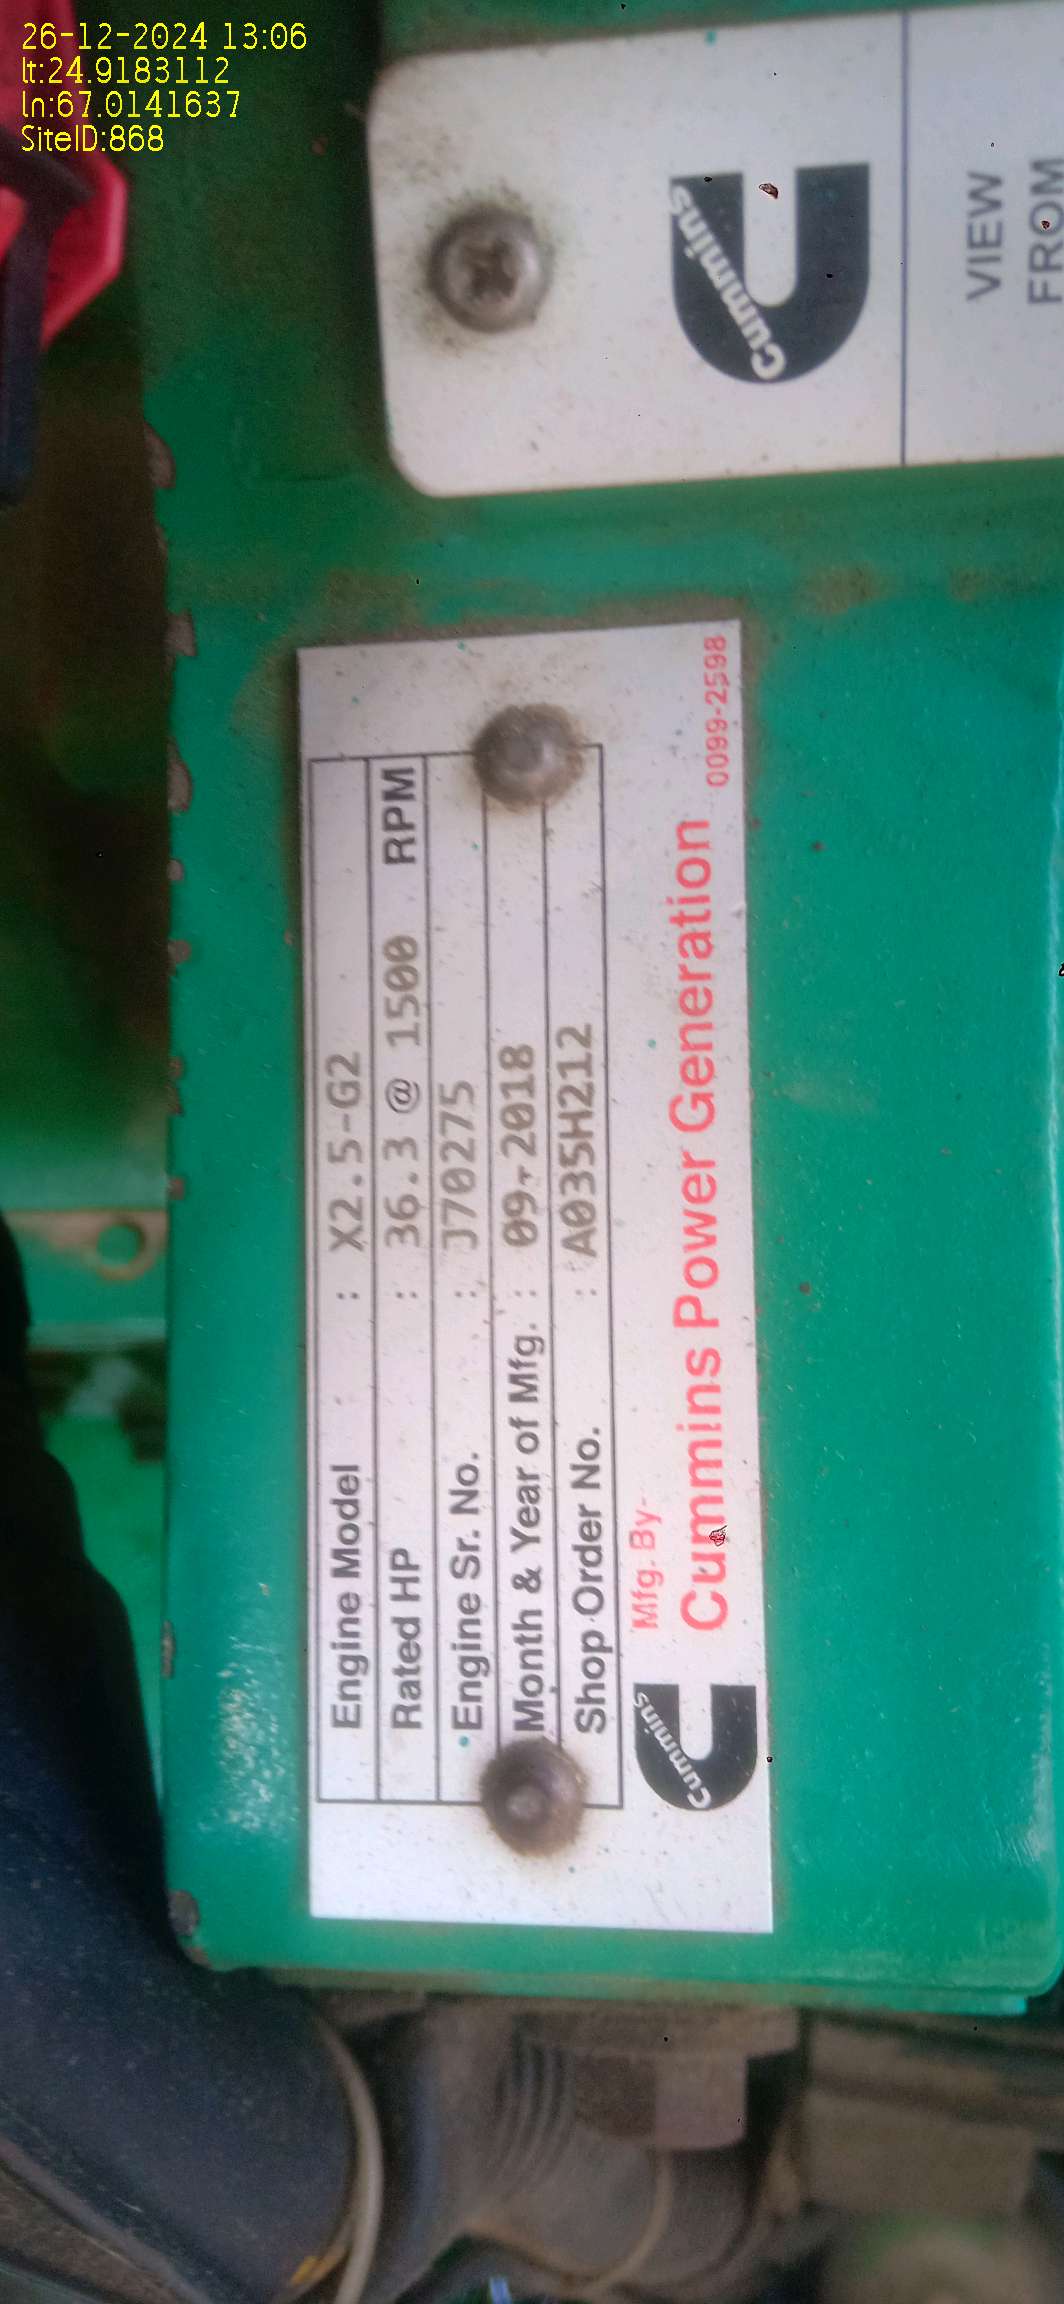 26-12-2024 13:06
lt:24.9183112
ln:67.0141637
SiteID:868
Cummins
VIEW
FROM
Engine Model : X2.5-G2
Rated HP : 36.3 @ 1500 RPM
Engine Sr. No. : J70275
Month & Year of Mfg. : 09-2018
Shop Order No. : A035H212
Mfg. By-
Cummins Power Generation
0099-2598
Cummins